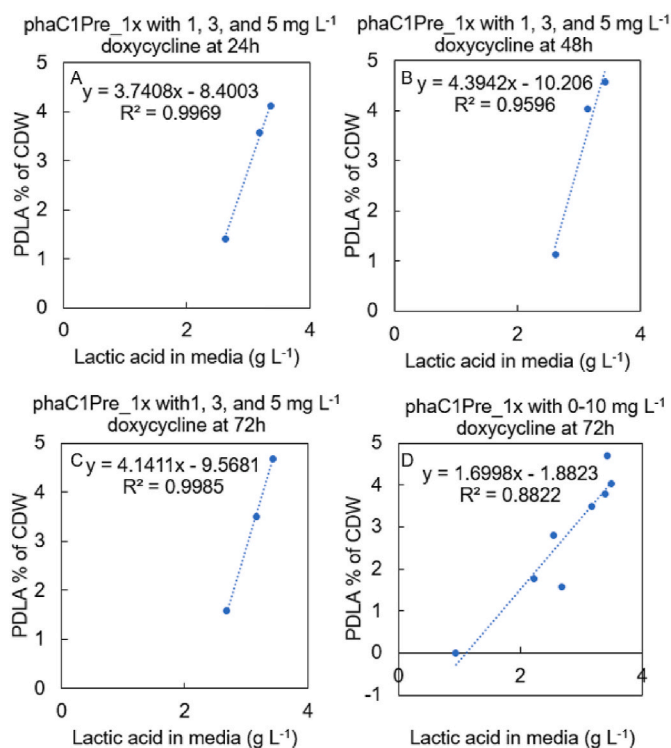 phaC1Pre_1x with 1, 3, and 5 mg L-1
doxycycline at 24h
A
y = 3.7408x - 8.4003
R² = 0.9969
5
4
3
2
1
0
PDLA % of CDW
0 2 4
Lactic acid in media (g L-1)
phaC1Pre_1x with 1, 3, and 5 mg L-1
doxycycline at 48h
B
y = 4.3942x - 10.206
R² = 0.9596
5
4
3
2
1
0
PDLA % of CDW
0 2 4
Lactic acid in media (g L-1)
phaC1Pre_1x with1, 3, and 5 mg L-1
doxycycline at 72h
C
y = 4.1411x - 9.5681
R² = 0.9985
5
4
3
2
1
0
PDLA % of CDW
0 2 4
Lactic acid in media (g L-1)
phaC1Pre_1x with 0-10 mg L-1
doxycycline at 72h
D
y = 1.6998x - 1.8823
R² = 0.8822
5
4
3
2
1
0
-1
PDLA % of CDW
0 2 4
Lactic acid in media (g L-1)